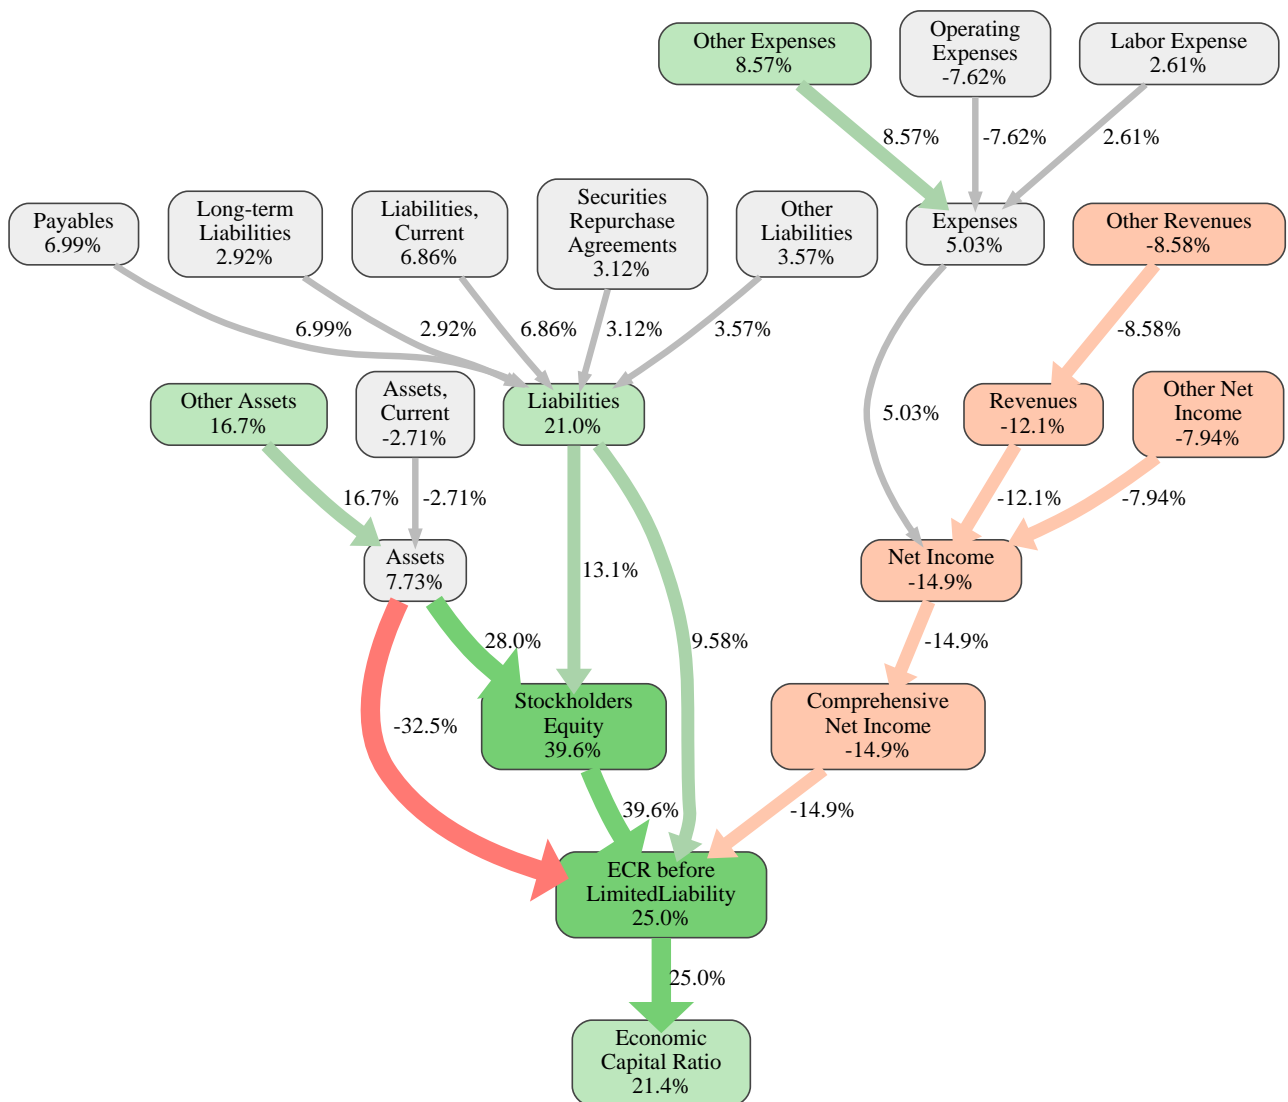 Other Expenses
8.57%
Operating
Expenses
-7.62%
Labor Expense
2.61%
8.57%
-7.62%
2.61%
Payables
6.99%
Long-term
Liabilities
2.92%
Liabilities,
Current
6.86%
Securities
Repurchase
Agreements
3.12%
Other
Liabilities
3.57%
Expenses
5.03%
Other Revenues
-8.58%
6.99%
2.92%
6.86%
3.12%
3.57%
-8.58%
Other Assets
16.7%
Assets,
Current
-2.71%
Liabilities
21.0%
5.03%
Revenues
-12.1%
Other Net
Income
-7.94%
16.7%
-2.71%
-12.1%
-7.94%
Assets
7.73%
13.1%
Net Income
-14.9%
28.0%
9.58%
-14.9%
-32.5%
Stockholders
Equity
39.6%
Comprehensive
Net Income
-14.9%
39.6%
-14.9%
ECR before
LimitedLiability
25.0%
25.0%
Economic
Capital Ratio
21.4%